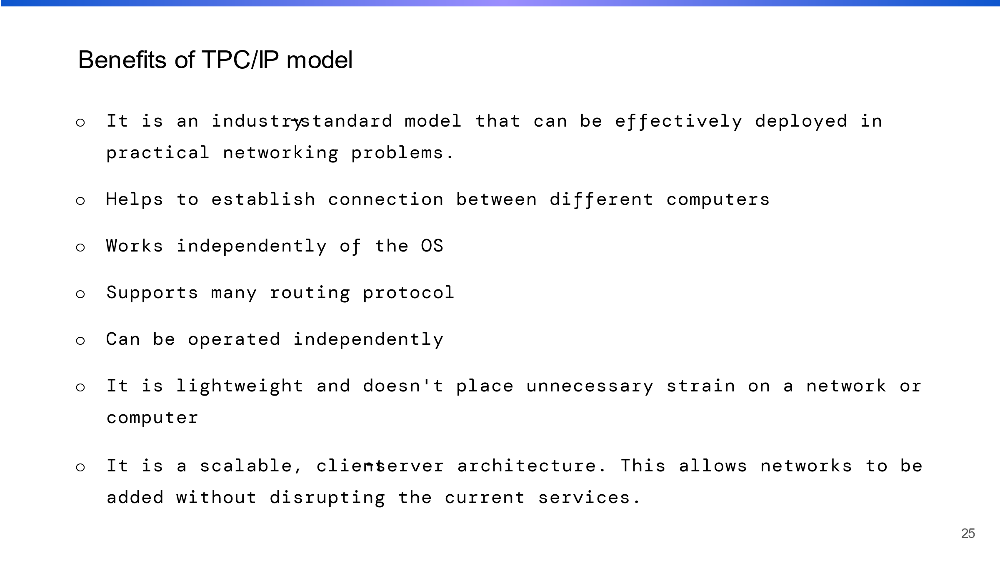 Benefits of TPC/IP model
o It is an industry-standard model that can be effectively deployed in
practical networking problems.
o Helps to establish connection between different computers
o Works independently of the OS
o Supports many routing protocol
o Can be operated independently
o It is lightweight and doesn't place unnecessary strain on a network or
computer
o It is a scalable, client-server architecture. This allows networks to be
added without disrupting the current services.
25